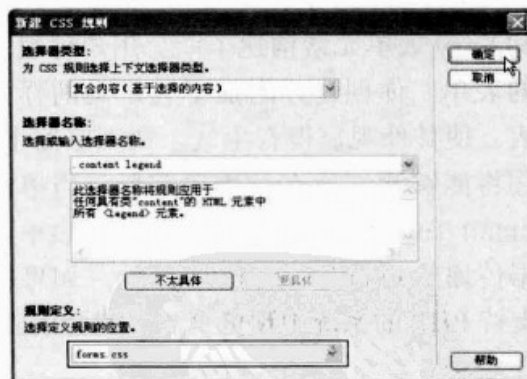 新建 CSS 规则
选择器类型:
为 CSS 规则选择上下文选择器类型。
复合内容（基于选择的内容）
选择器名称:
选择或输入选择器名称。
.content legend
此选择器名称将规则应用于
任何具有类“content”的 HTML 元素中
所有 <legend> 元素。
不太具体
更具体
规则定义:
选择定义规则的位置。
forms.css
确定
取消
帮助